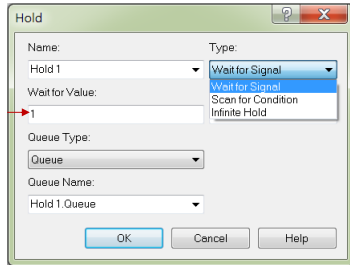 Hold
Name:
Type:
Hold 1
Wait for Signal
Wait for Signal
Scan for Condition
Infinite Hold
Wait for Value:
1
Queue Type:
Queue
Queue Name:
Hold 1.Queue
OK
Cancel
Help